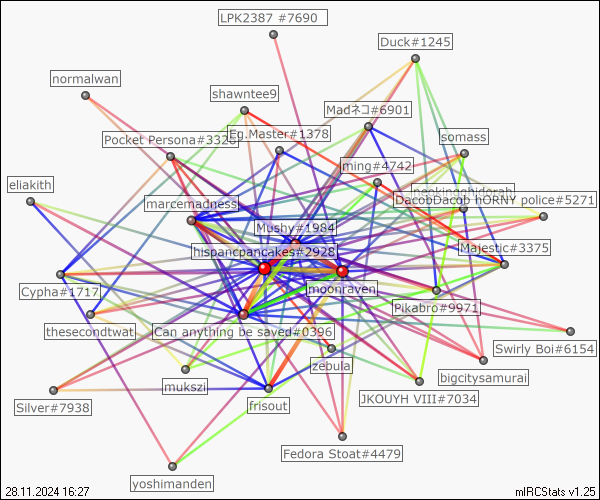 LPK2387 #7690
Duck#1245
normalwan
shawntee9
Madネコ#6901
Eg.Master#1378
Pocket Persona#3326
somass
jming#4742
eliakith
DacobDacob hORNY police#5271
marcemadness
Mushy#1984
hispancpancakes#2928
Majestic#3375
moonraven
Cypha#1717
Pikabro#9971
thesecondtwat
Can anything be saved#0396
Swirly Boi#6154
zebula
bigcitysamurai
mukszi
JKOUYH VIII#7034
Silver#7938
frisout
Fedora Stoat#4479
yoshimanden
28.11.2024 16:27
mIRCStats v1.25